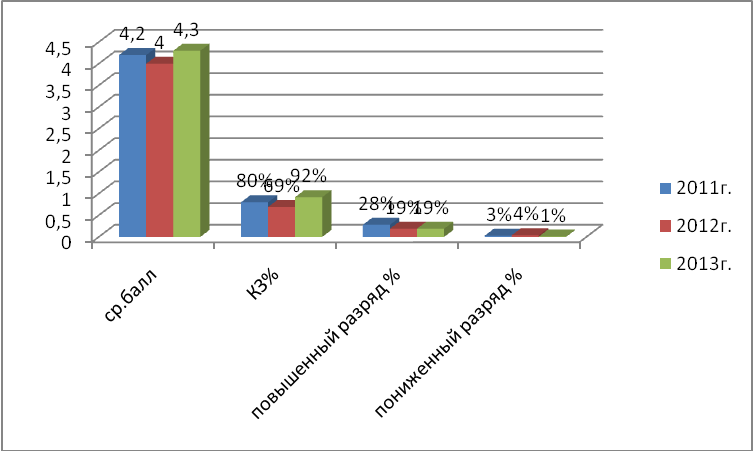 4,2 4 4,3
4,5
4
3,5
3
2,5
2
1,5
1
0,5
0
80% 69% 92%
28% 19% 19%
3% 4% 1%
ср.балл
КЗ%
повышенный разряд %
пониженный разряд %
2011г.
2012г.
2013г.